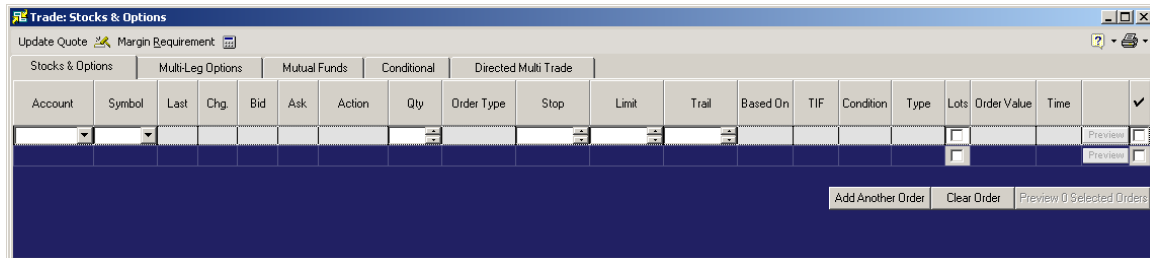 Trade: Stocks & Options
Update Quote Margin Requirement
Stocks & Options Multi-Leg Options Mutual Funds Conditional Directed Multi Trade
Account Symbol Last Chg. Bid Ask Action Qty Order Type Stop Limit Trail Based On TIF Condition Type Lots Order Value Time
Preview
Preview
Add Another Order Clear Order Preview 0 Selected Orders